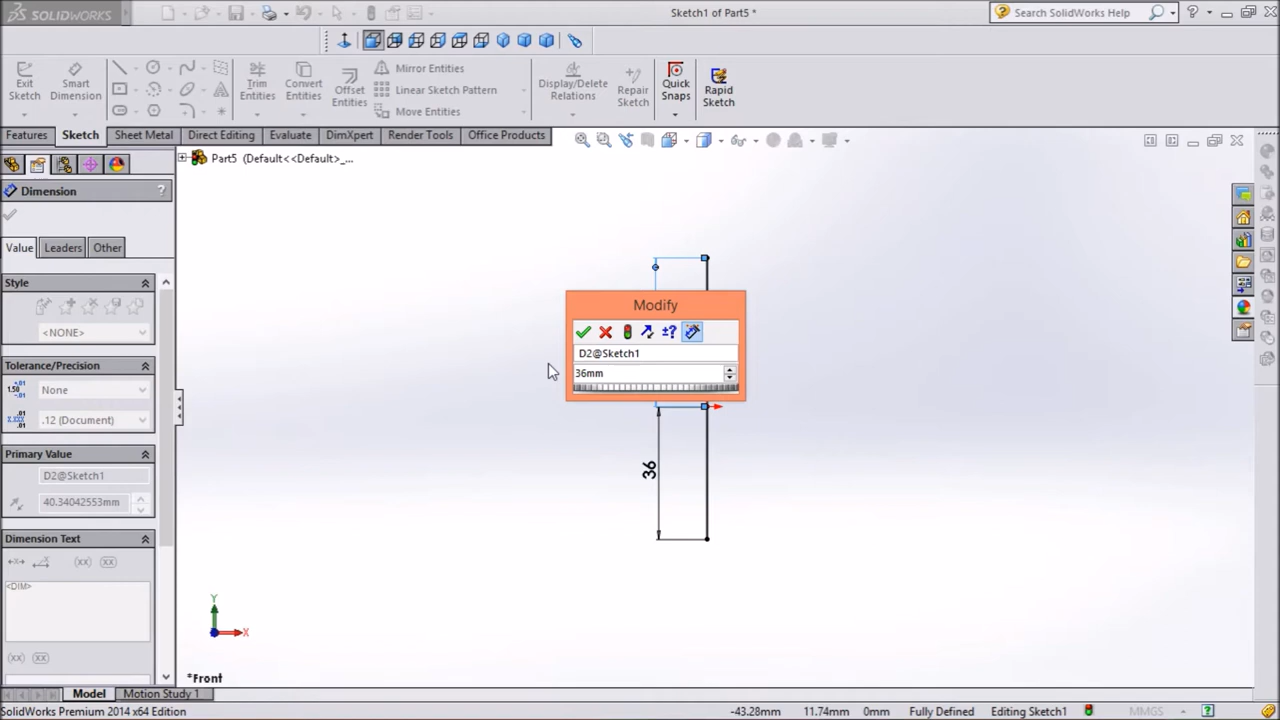 SOLIDWORKS
Sketch1 of Part5 *
Search SolidWorks Help
Exit Sketch
Smart Dimension
Trim Entities
Convert Entities
Offset Entities
Mirror Entities
Linear Sketch Pattern
Move Entities
Display/Delete Relations
Repair Sketch
Quick Snaps
Rapid Sketch
Features
Sketch
Sheet Metal
Direct Editing
Evaluate
DimXpert
Render Tools
Office Products
Part5 (Default<<Default>_...
Dimension
?
Value
Leaders
Other
Style
<NONE>
Tolerance/Precision
None
.12 (Document)
Primary Value
D2@Sketch1
40.34042553mm
Dimension Text
<DIM>
Modify
D2@Sketch1
36mm
36
Y
X
*Front
Model
Motion Study 1
SolidWorks Premium 2014 x64 Edition
-43.28mm
11.74mm
0mm
Fully Defined
Editing Sketch1
MMGS